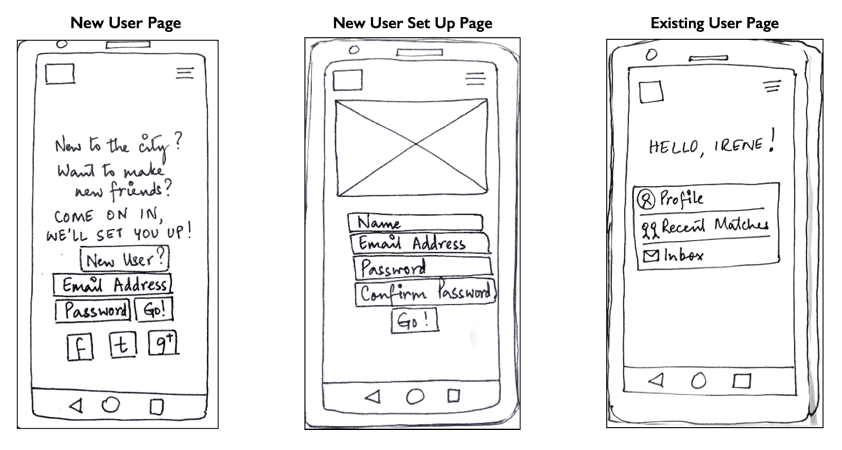 New User Page
New to the city?
Want to make
new friends?
COME ON IN,
WE'LL SET YOU UP!
New User?
Email Address
Password Go!
f t g+
New User Set Up Page
Name
Email Address
Password
Confirm Password
Go!
Existing User Page
HELLO, IRENE!
Profile
Recent Matches
Inbox